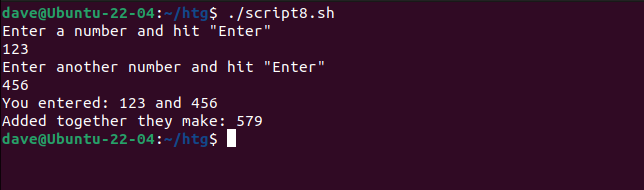 dave@Ubuntu-22-04:~/htg$ ./script8.sh
Enter a number and hit "Enter"
123
Enter another number and hit "Enter"
456
You entered: 123 and 456
Added together they make: 579
dave@Ubuntu-22-04:~/htg$